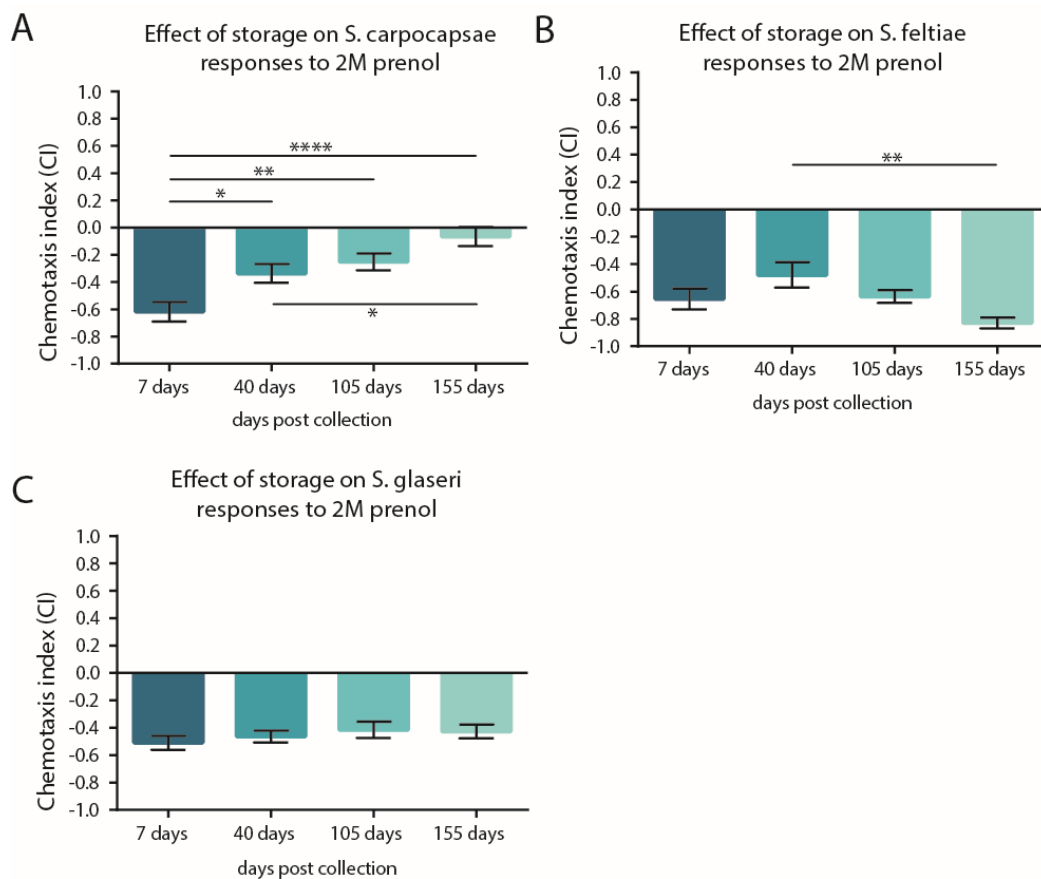 A
Effect of storage on S. carpocapsae
responses to 2M prenol
Chemotaxis index (CI)
1.0
0.8
0.6
0.4
0.2
0.0
-0.2
-0.4
-0.6
-0.8
-1.0
****
**
*
*
7 days 40 days 105 days 155 days
days post collection
B
Effect of storage on S. feltiae
responses to 2M prenol
Chemotaxis index (CI)
1.0
0.8
0.6
0.4
0.2
0.0
-0.2
-0.4
-0.6
-0.8
-1.0
**
7 days 40 days 105 days 155 days
days post collection
C
Effect of storage on S. glaseri
responses to 2M prenol
Chemotaxis index (CI)
1.0
0.8
0.6
0.4
0.2
0.0
-0.2
-0.4
-0.6
-0.8
-1.0
7 days 40 days 105 days 155 days
days post collection